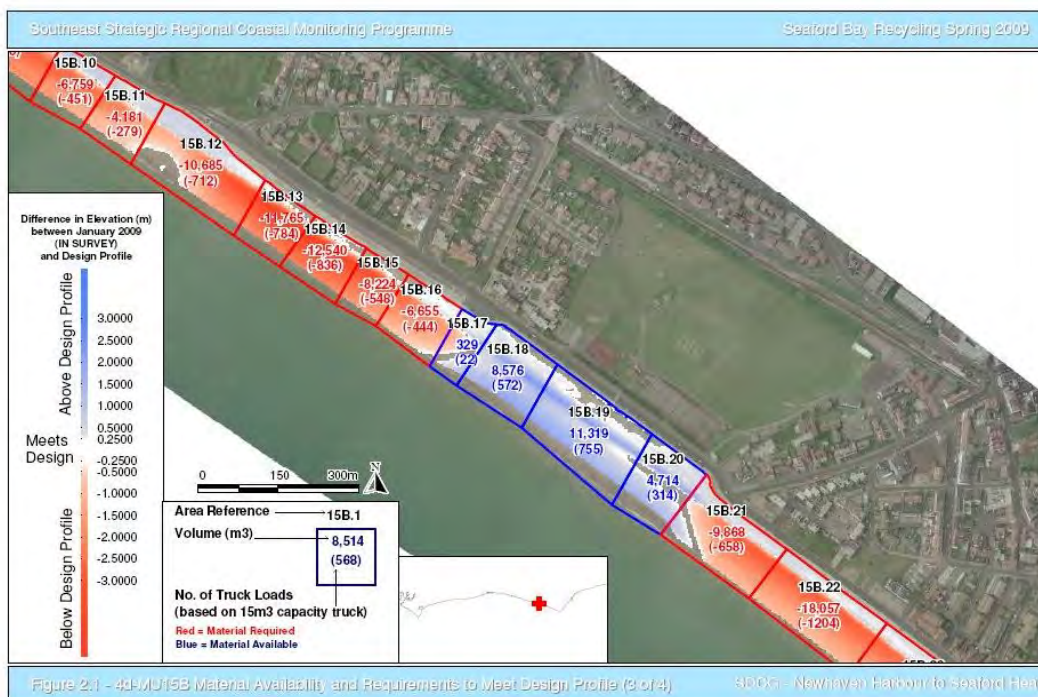 Southeast Strategic Regional Coastal Monitoring Programme
Seaford Bay Recycling Spring 2009
15B.10
-6,759
(-451)
15B.11
-4,181
(-279)
15B.12
-10,685
(-712)
15B.13
-11,765
(-784)
15B.14
-12,540
(-836)
15B.15
-8,224
(-548)
15B.16
-6,655
(-444)
15B.17
329
(22)
15B.18
8,576
(572)
15B.19
11,319
(755)
15B.20
4,714
(314)
15B.21
-9,868
(-658)
15B.22
-18,057
(-1204)
Difference in Elevation (m)
between January 2009
(IN SURVEY)
and Design Profile
Above Design Profile
3.0000
2.0000
1.5000
1.0000
0.5000
0.2500
Meets
Design
-0.2500
-0.5000
-1.0000
-1.5000
-2.0000
-2.5000
-3.0000
Below Design Profile
0 150 300m
N
Area Reference
15B.1
Volume (m3)
8,514
(568)
No. of Truck Loads
(based on 15m3 capacity truck)
Red = Material Required
Blue = Material Available
Figure 2.1 - 4d-MU15B Material Availability and Requirements to Meet Design Profile (3 of 4)
Newhaven Harbour to Seaford Hea